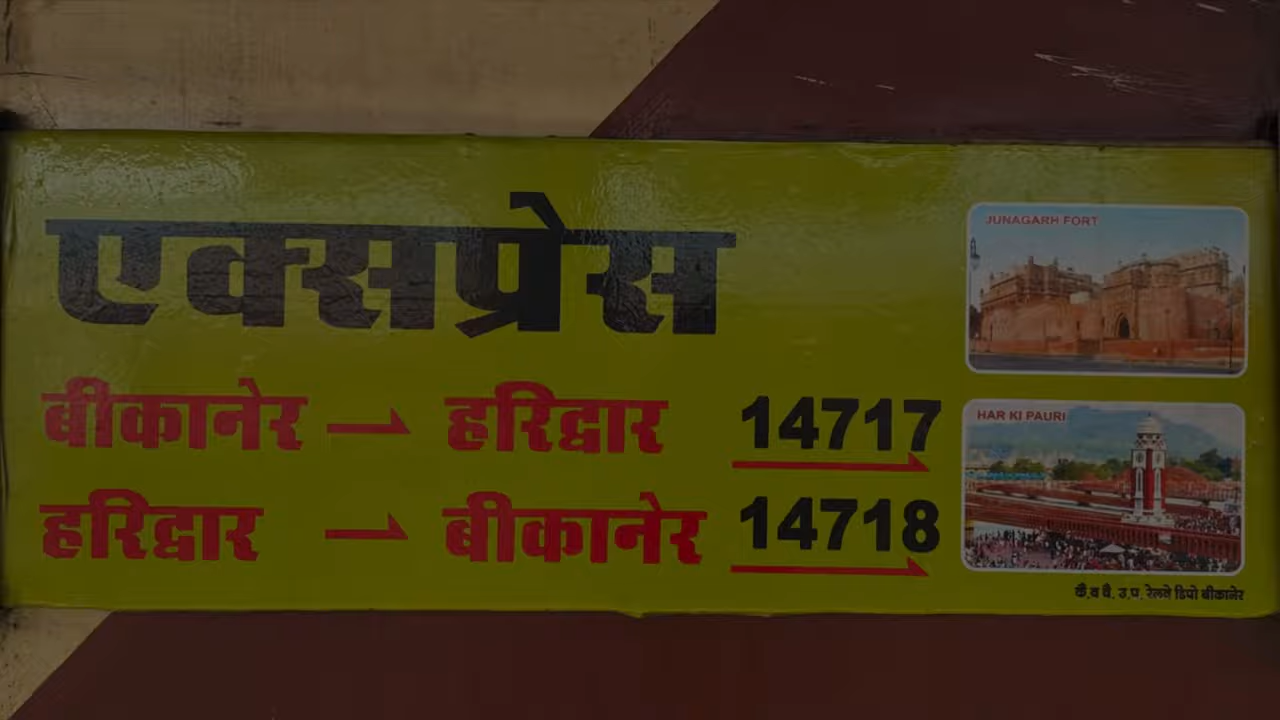 एक्सप्रेस
बीकानेर → हरिद्वार 14717
हरिद्वार → बीकानेर 14718
JUNAGARH FORT
HAR KI PAURI
कै.व वै. उ.प. रेलवे डिपो बीकानेर